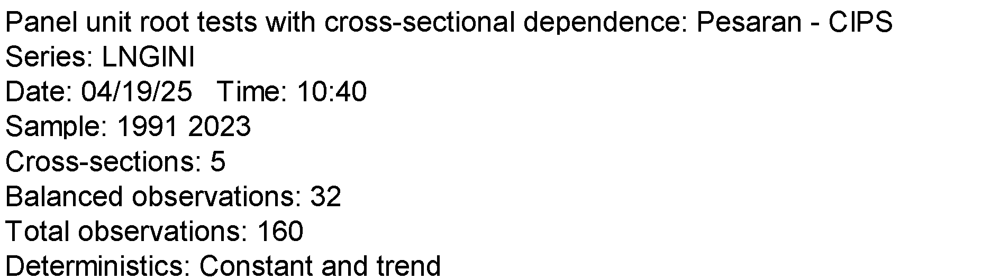 Panel unit root tests with cross-sectional dependence: Pesaran - CIPS
Series: LNGINI
Date: 04/19/25   Time: 10:40
Sample: 1991 2023
Cross-sections: 5
Balanced observations: 32
Total observations: 160
Deterministics: Constant and trend